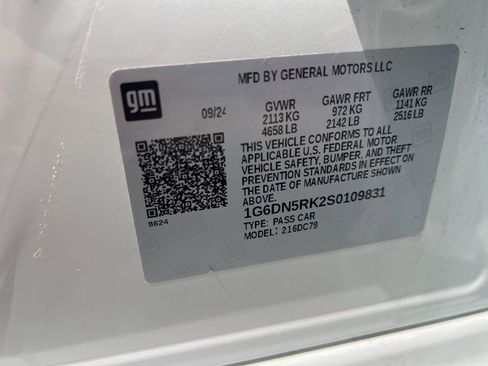 gm
MFD BY GENERAL MOTORS LLC
09/24 GVWR GAWR FRT GAWR RR
2113 KG 972 KG 1141 KG
4658 LB 2142 LB 2516 LB
THIS VEHICLE CONFORMS TO ALL
APPLICABLE U.S. FEDERAL MOTOR
VEHICLE SAFETY, BUMPER, AND THEFT
PREVENTION STANDARDS IN EFFECT ON
THE DATE OF MANUFACTURE SHOWN
ABOVE.
1G6DN5RK2S0109831
TYPE: PASS CAR
MODEL: 216DC79
8624